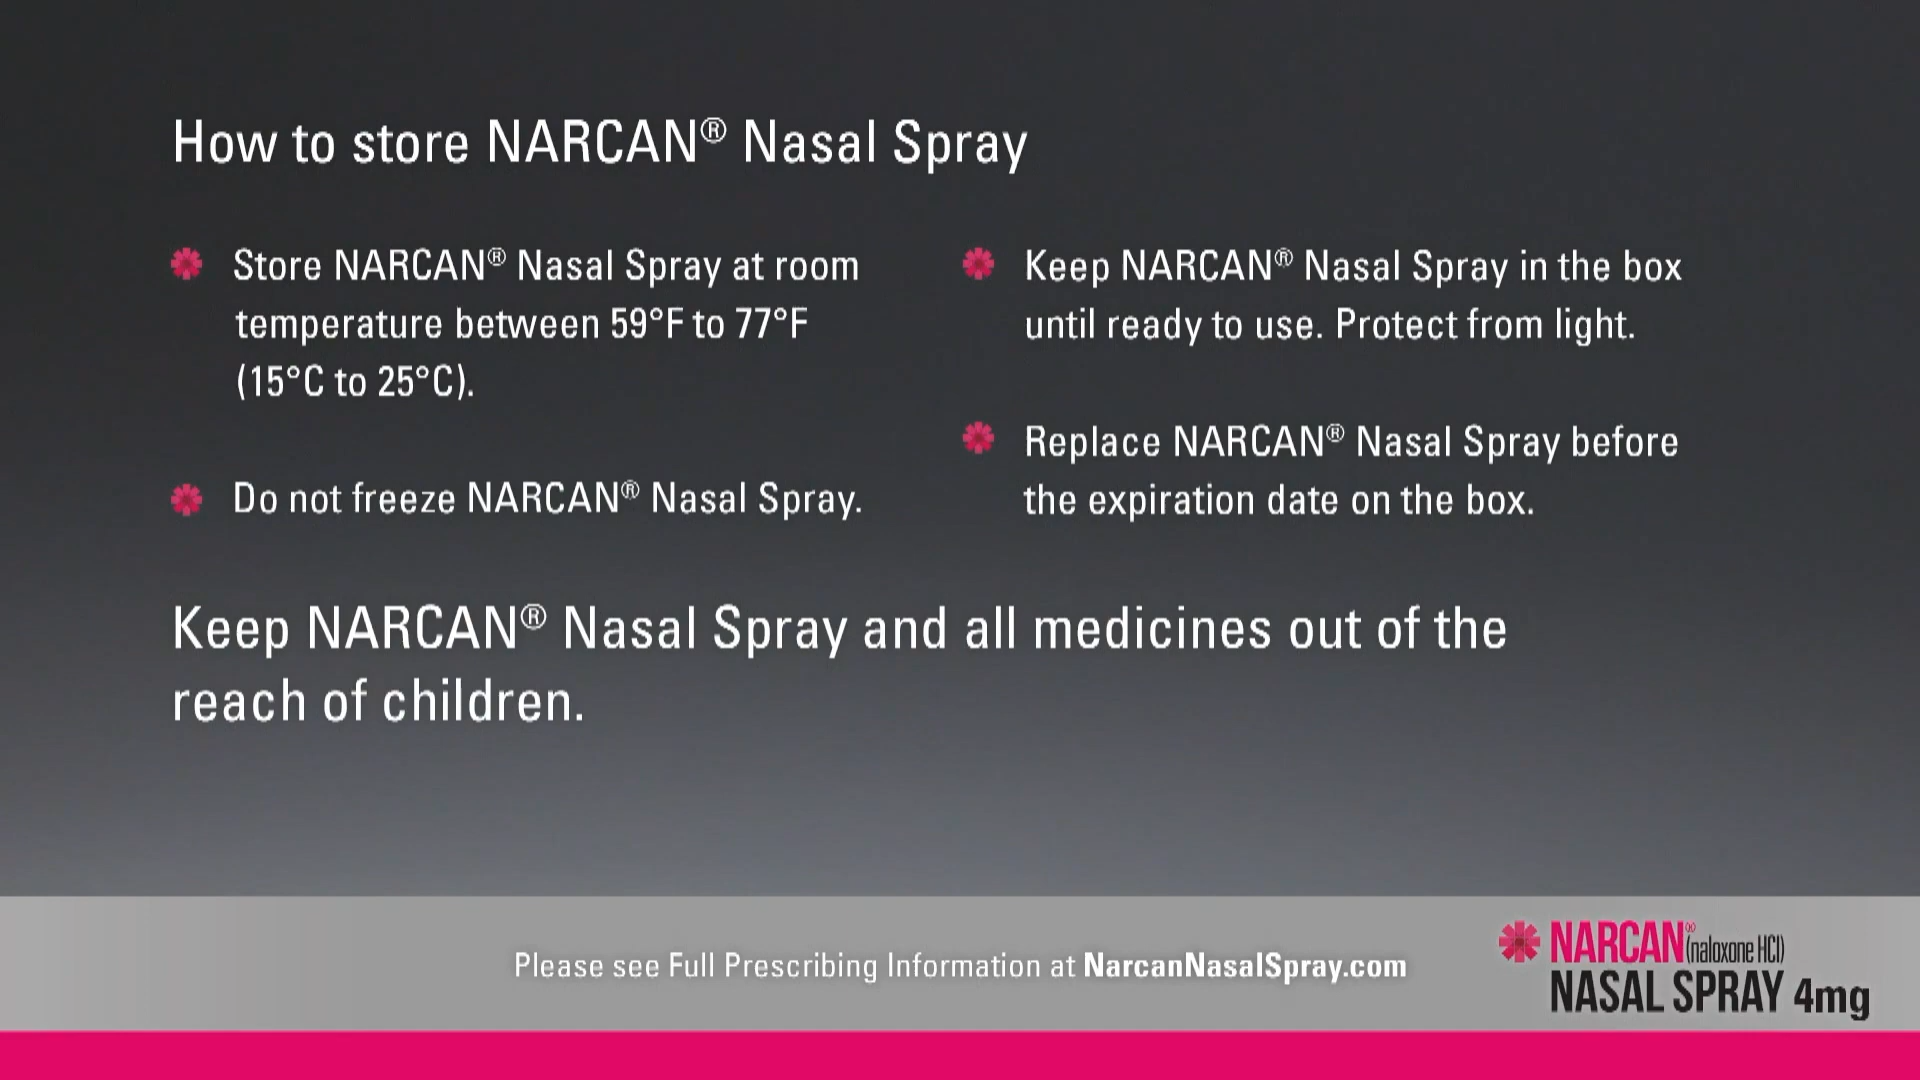 How to store NARCAN® Nasal Spray
Store NARCAN® Nasal Spray at room
temperature between 59°F to 77°F
(15°C to 25°C).
Do not freeze NARCAN® Nasal Spray.
Keep NARCAN® Nasal Spray in the box
until ready to use. Protect from light.
Replace NARCAN® Nasal Spray before
the expiration date on the box.
Keep NARCAN® Nasal Spray and all medicines out of the
reach of children.
Please see Full Prescribing Information at NarcanNasalSpray.com
NARCAN® (naloxone HCl)
NASAL SPRAY 4mg